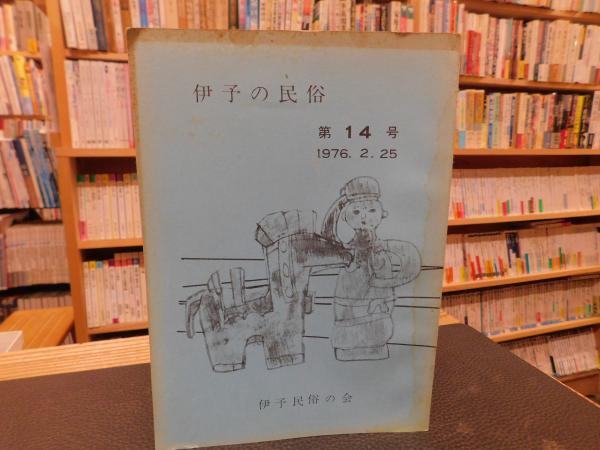 伊予の民俗
第 14 号
1976. 2. 25
伊予民俗の会